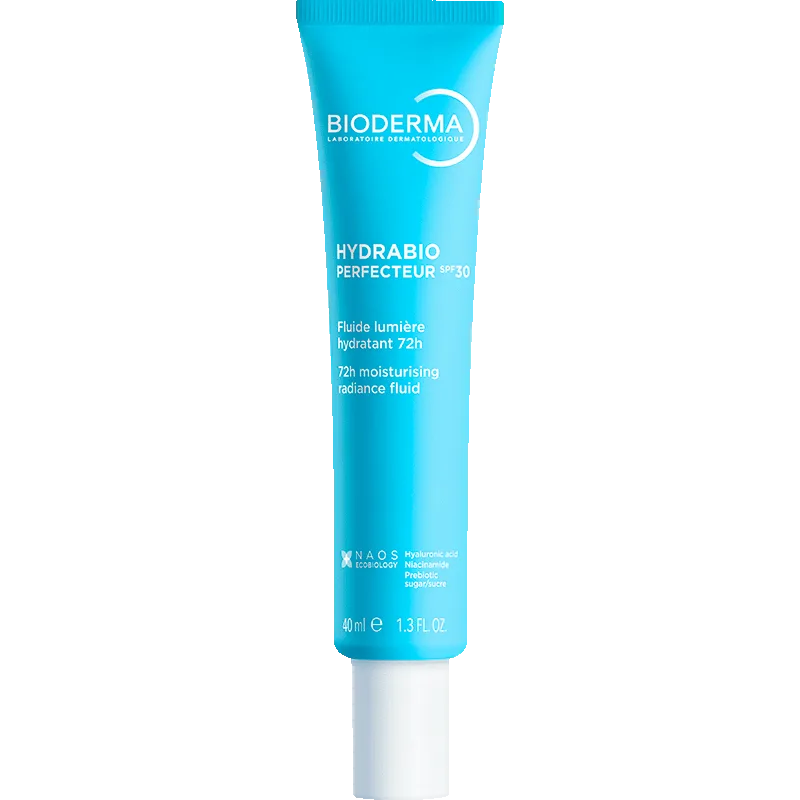 BIODERMA
LABORATOIRE DERMATOLOGIQUE
HYDRABIO
PERFECTEUR SPF30
Fluide lumière
hydratant 72h
72h moisturising
radiance fluid
NAOS
ECOBIOLOGY
Hyaluronic acid
Niacinamide
Prebiotic
sugar/sucre
40 ml ℮ 1.3 FL. OZ.